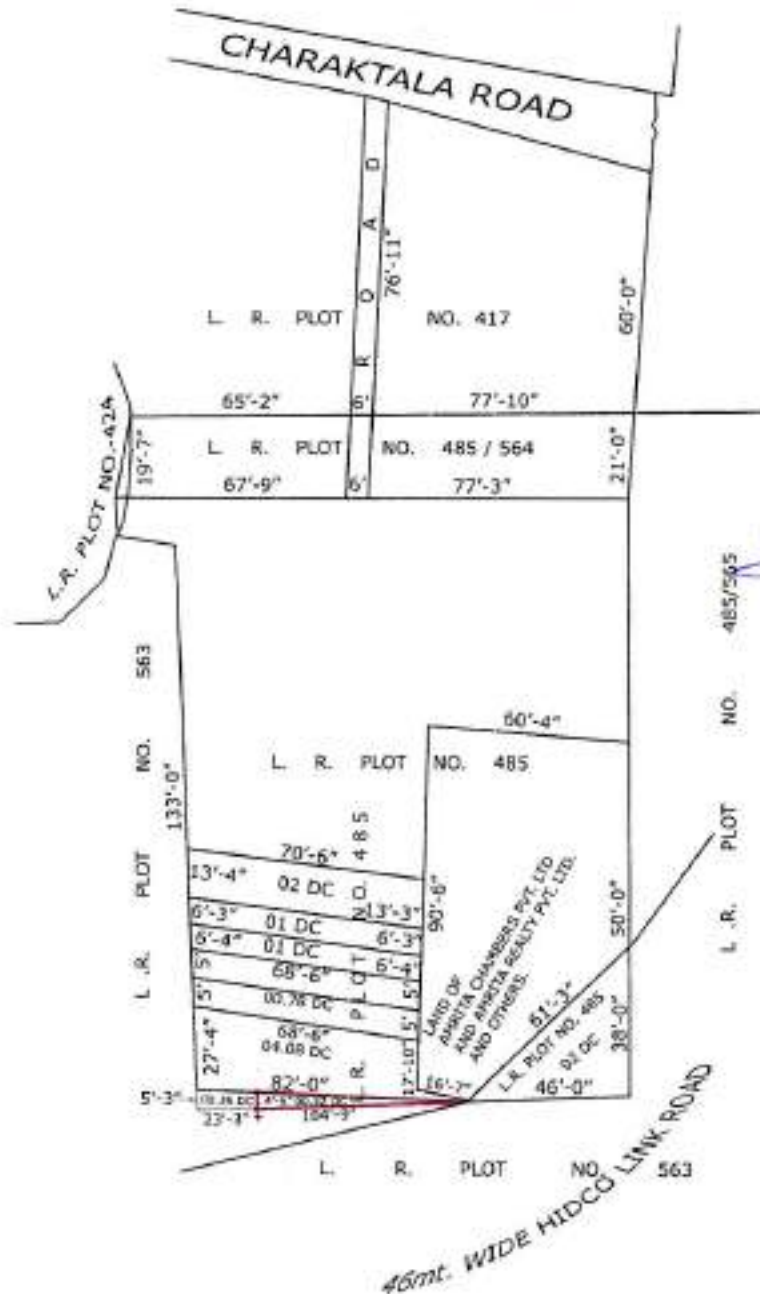 CHARAKTALA ROAD
ROAD
76'-11"
60'-0"
L. R. PLOT NO. 417
65'-2" 6' 77'-10"
L.R. PLOT NO.-424
19'-7"
L. R. PLOT NO. 485 / 564
21'-0"
67'-9" 6' 77'-3"
L .R. PLOT NO. 563
133'-0"
L .R. PLOT NO. 485/565
60'-4"
L. R. PLOT NO. 485
L.R. PLOT NO. 485
70'-6"
13'-4" 02 DC 13'-3"
6'-3" 01 DC 6'-3"
6'-4" 01 DC 6'-4"
68'-6"
5' 00.78 DC 5'
5' 5'
68'-6"
27'-4" 04.08 DC 17'-10"
90'-6"
50'-0"
LAND OF
AMRITA CHAMBERS PVT. LTD
AND AMRITA REALTY PVT. LTD.
AND OTHERS.
61'-3"
L.R. PLOT NO. 485
02 DC
38'-0"
82'-0" 16'-7" 46'-0"
5'-3"
23'-3" 104'-9"
L. R. PLOT NO. 563
46mt. WIDE HIDCO LINK ROAD